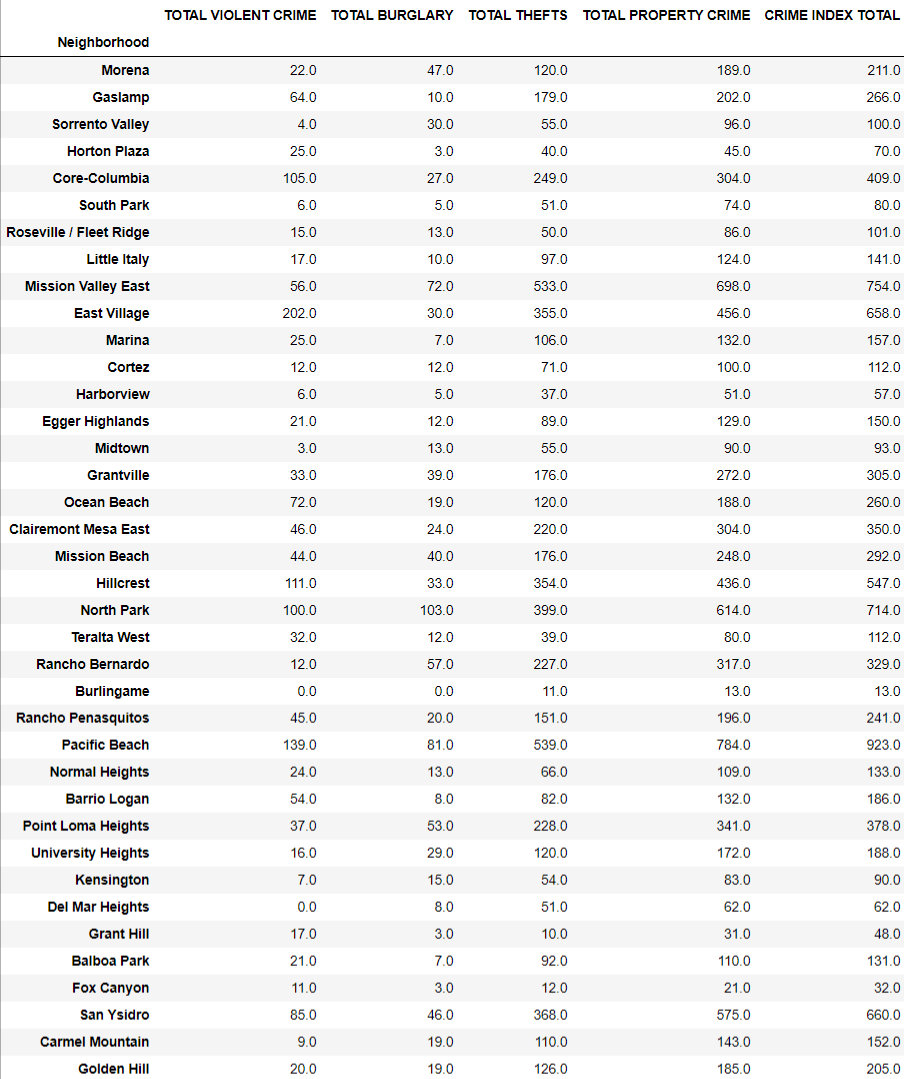 TOTAL VIOLENT CRIME TOTAL BURGLARY TOTAL THEFTS TOTAL PROPERTY CRIME CRIME INDEX TOTAL
Neighborhood
Morena 22.0 47.0 120.0 189.0 211.0
Gaslamp 64.0 10.0 179.0 202.0 266.0
Sorrento Valley 4.0 30.0 55.0 96.0 100.0
Horton Plaza 25.0 3.0 40.0 45.0 70.0
Core-Columbia 105.0 27.0 249.0 304.0 409.0
South Park 6.0 5.0 51.0 74.0 80.0
Roseville / Fleet Ridge 15.0 13.0 50.0 86.0 101.0
Little Italy 17.0 10.0 97.0 124.0 141.0
Mission Valley East 56.0 72.0 533.0 698.0 754.0
East Village 202.0 30.0 355.0 456.0 658.0
Marina 25.0 7.0 106.0 132.0 157.0
Cortez 12.0 12.0 71.0 100.0 112.0
Harborview 6.0 5.0 37.0 51.0 57.0
Egger Highlands 21.0 12.0 89.0 129.0 150.0
Midtown 3.0 13.0 55.0 90.0 93.0
Grantville 33.0 39.0 176.0 272.0 305.0
Ocean Beach 72.0 19.0 120.0 188.0 260.0
Clairemont Mesa East 46.0 24.0 220.0 304.0 350.0
Mission Beach 44.0 40.0 176.0 248.0 292.0
Hillcrest 111.0 33.0 354.0 436.0 547.0
North Park 100.0 103.0 399.0 614.0 714.0
Teralta West 32.0 12.0 39.0 80.0 112.0
Rancho Bernardo 12.0 57.0 227.0 317.0 329.0
Burlingame 0.0 0.0 11.0 13.0 13.0
Rancho Penasquitos 45.0 20.0 151.0 196.0 241.0
Pacific Beach 139.0 81.0 539.0 784.0 923.0
Normal Heights 24.0 13.0 66.0 109.0 133.0
Barrio Logan 54.0 8.0 82.0 132.0 186.0
Point Loma Heights 37.0 53.0 228.0 341.0 378.0
University Heights 16.0 29.0 120.0 172.0 188.0
Kensington 7.0 15.0 54.0 83.0 90.0
Del Mar Heights 0.0 8.0 51.0 62.0 62.0
Grant Hill 17.0 3.0 10.0 31.0 48.0
Balboa Park 21.0 7.0 92.0 110.0 131.0
Fox Canyon 11.0 3.0 12.0 21.0 32.0
San Ysidro 85.0 46.0 368.0 575.0 660.0
Carmel Mountain 9.0 19.0 110.0 143.0 152.0
Golden Hill 20.0 19.0 126.0 185.0 205.0